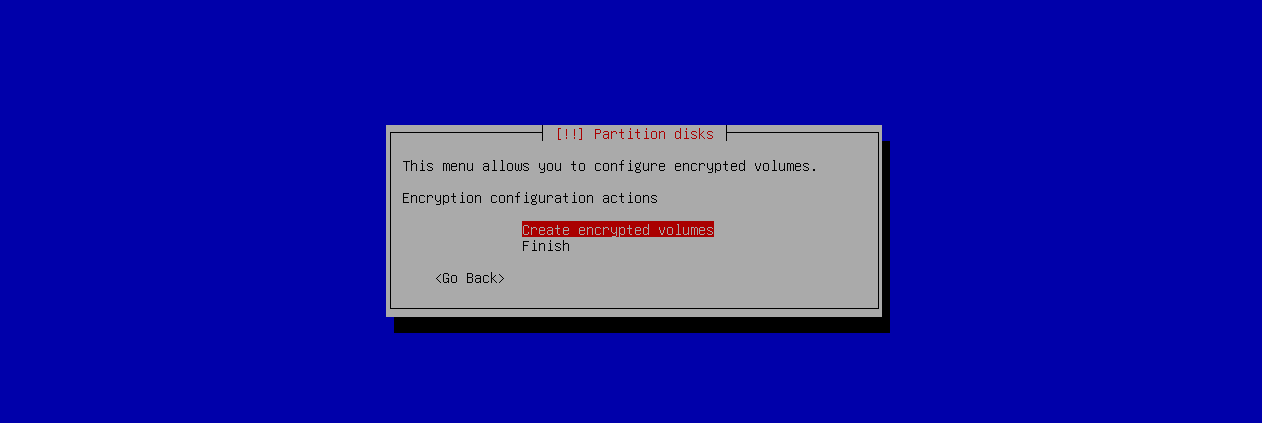 [!!] Partition disks
This menu allows you to configure encrypted volumes.
Encryption configuration actions
Create encrypted volumes
Finish
<Go Back>